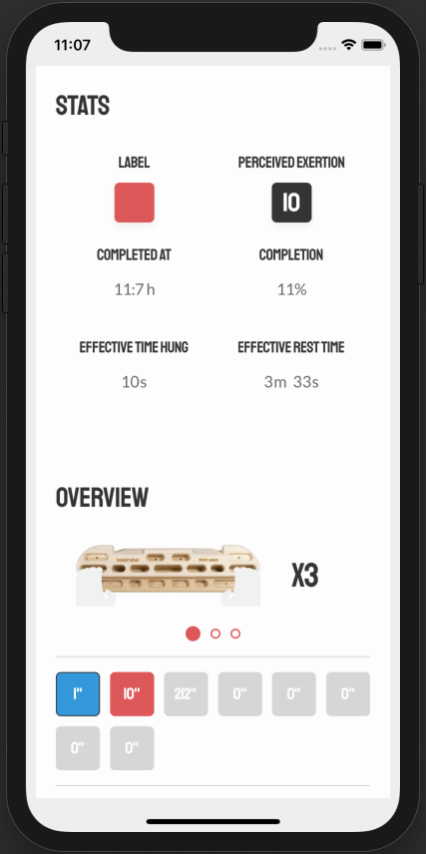 11:07
STATS
LABEL
PERCEIVED EXERTION
10
COMPLETED AT
COMPLETION
11:7 h
11%
EFFECTIVE TIME HUNG
EFFECTIVE REST TIME
10s
3m 33s
OVERVIEW
X3
1"
10"
212"
0"
0"
0"
0"
0"